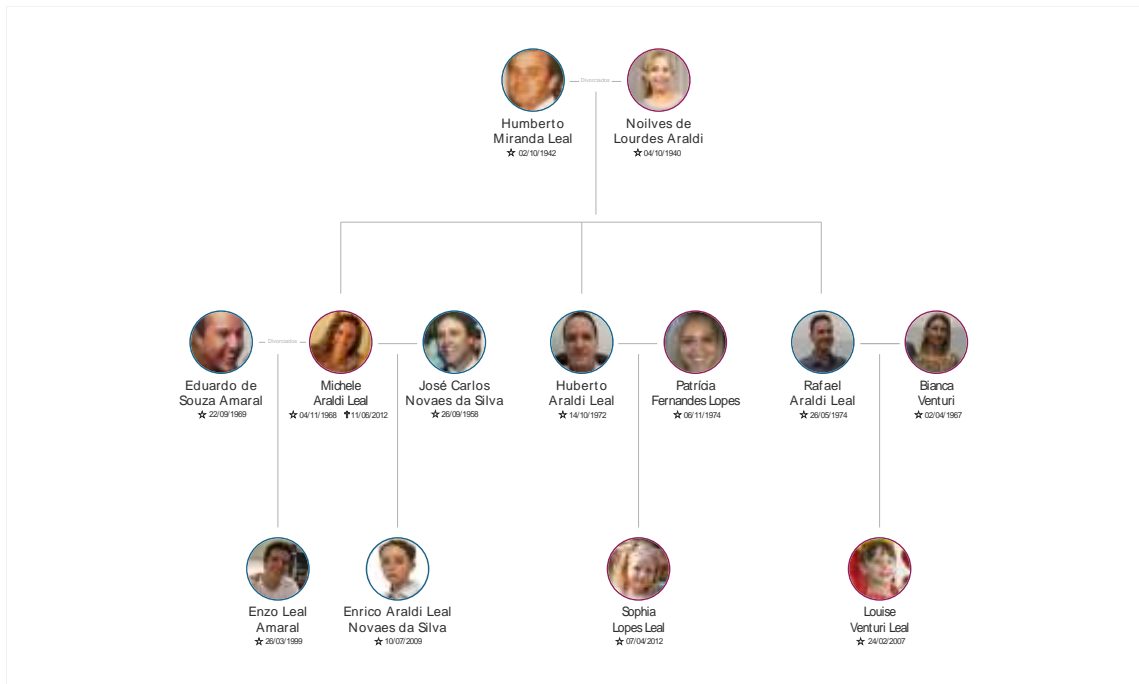 Divorciados
Humberto
Miranda Leal
☆ 02/10/1942
Noilves de
Lourdes Araldi
☆ 04/10/1940
Divorciados
Eduardo de
Souza Amaral
☆ 22/09/1969
Michele
Araldi Leal
☆ 04/11/1968 ✝ 11/06/2012
José Carlos
Novaes da Silva
☆ 26/09/1958
Huberto
Araldi Leal
☆ 14/10/1972
Patrícia
Fernandes Lopes
☆ 06/11/1974
Rafael
Araldi Leal
☆ 26/05/1974
Bianca
Venturi
☆ 02/04/1967
Enzo Leal
Amaral
☆ 26/03/1999
Enrico Araldi Leal
Novaes da Silva
☆ 10/07/2009
Sophia
Lopes Leal
☆ 07/04/2012
Louise
Venturi Leal
☆ 24/02/2007